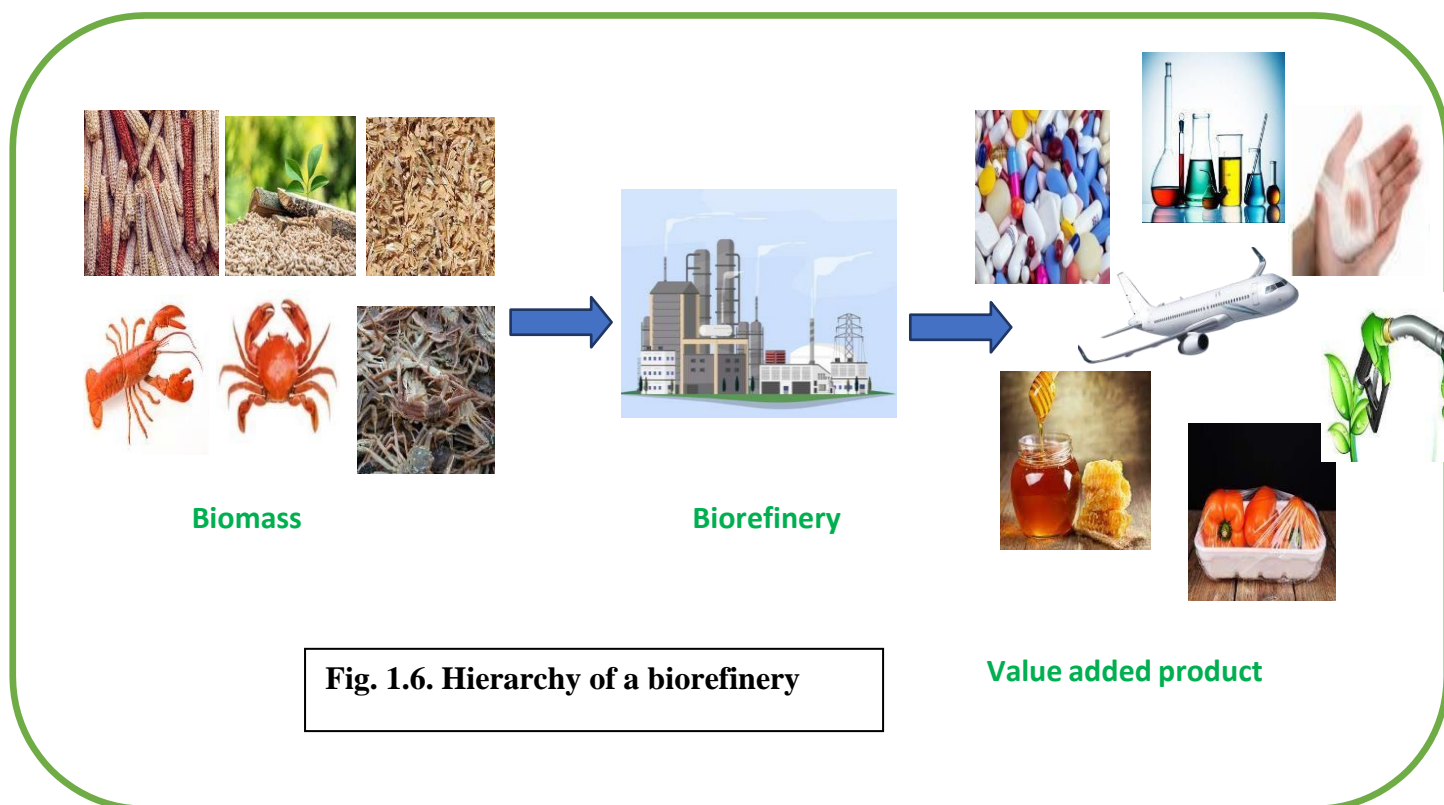 Biomass
Biorefinery
Value added product
Fig. 1.6. Hierarchy of a biorefinery